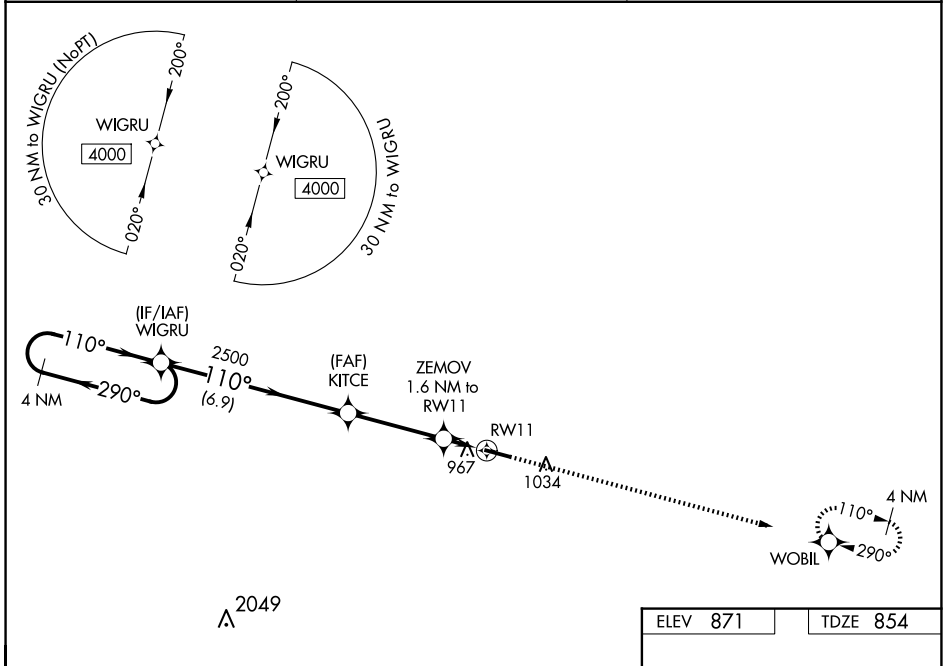 30 NM to WIGRU (NoPT)
200°
WIGRU
4000
020°
200°
WIGRU
4000
020°
30 NM to WIGRU
(IF/IAF)
WIGRU
110°
290°
4 NM
2500
110°
(6.9)
(FAF)
KITCE
ZEMOV
1.6 NM to
RW11
RW11
967
1034
4 NM
110°
290°
WOBIL
2049
ELEV 871
TDZE 854